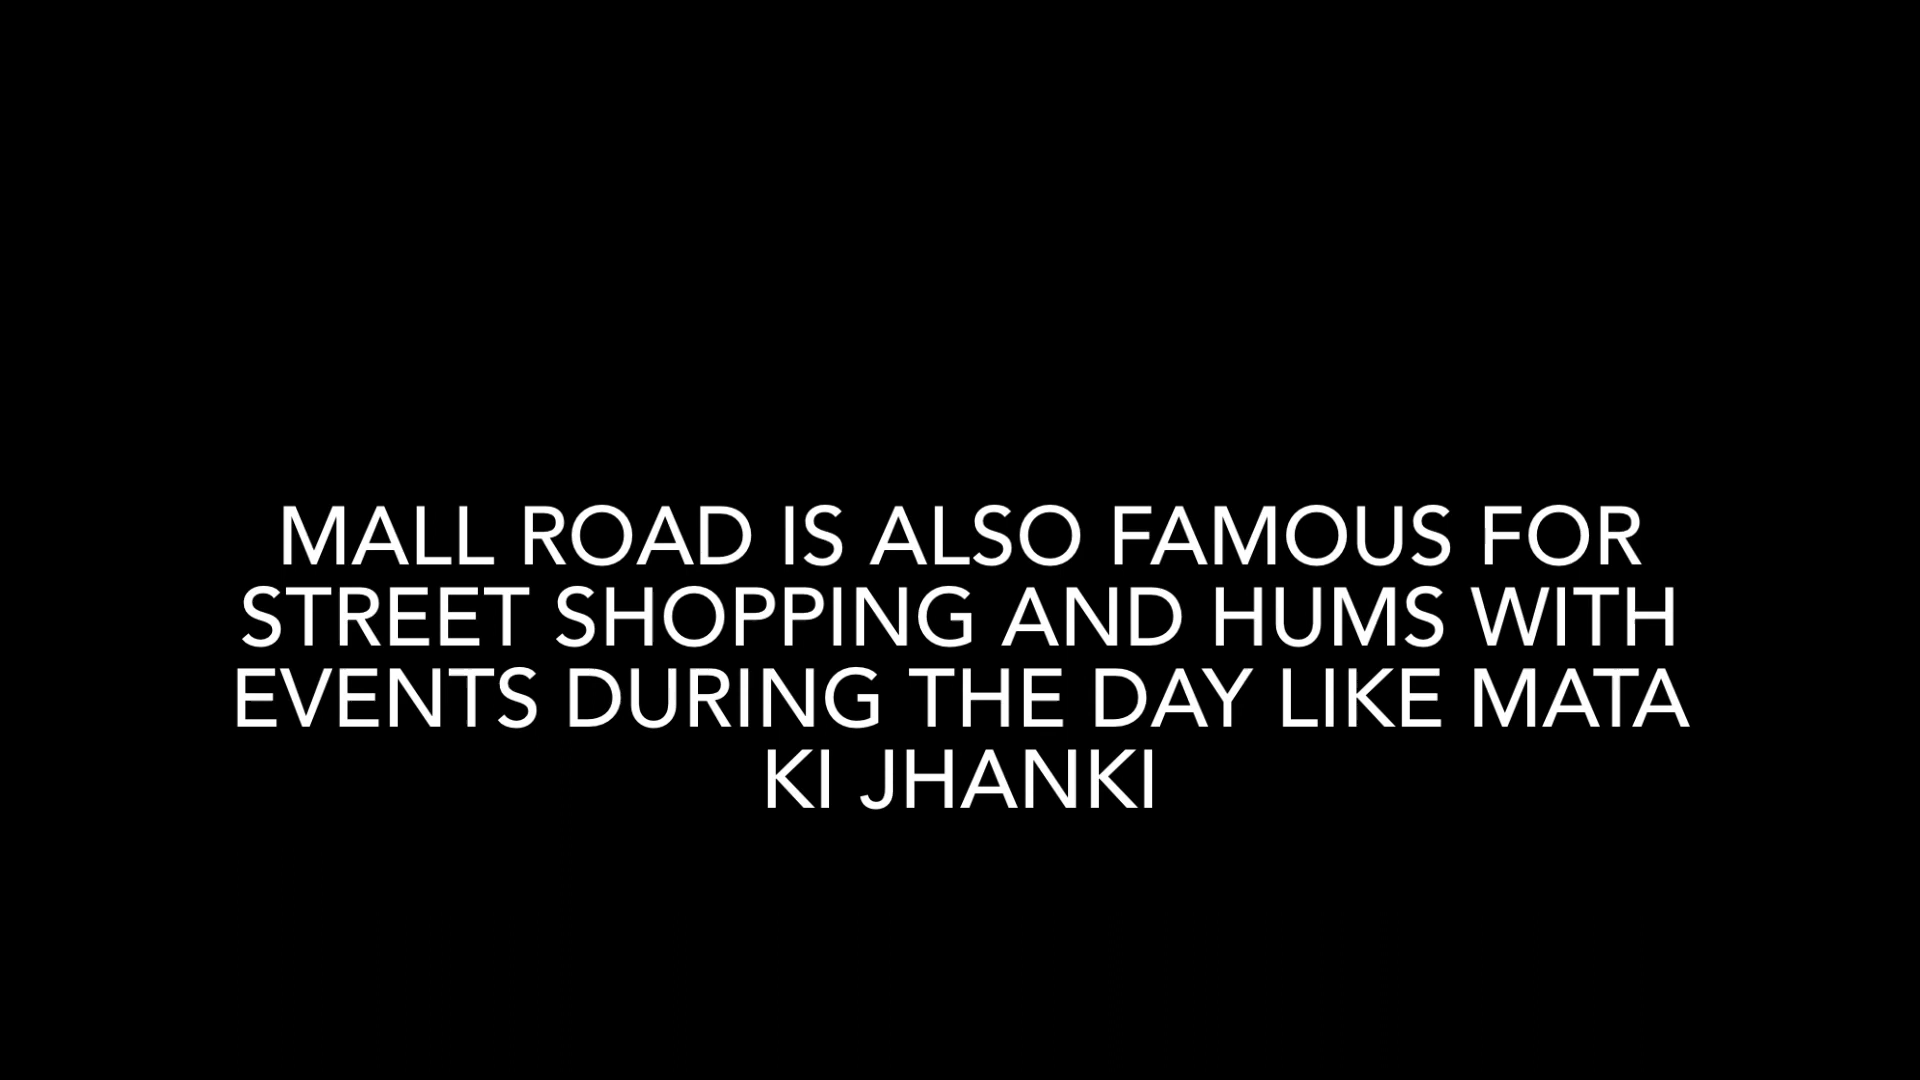 MALL ROAD IS ALSO FAMOUS FOR
STREET SHOPPING AND HUMS WITH
EVENTS DURING THE DAY LIKE MATA
KI JHANKI